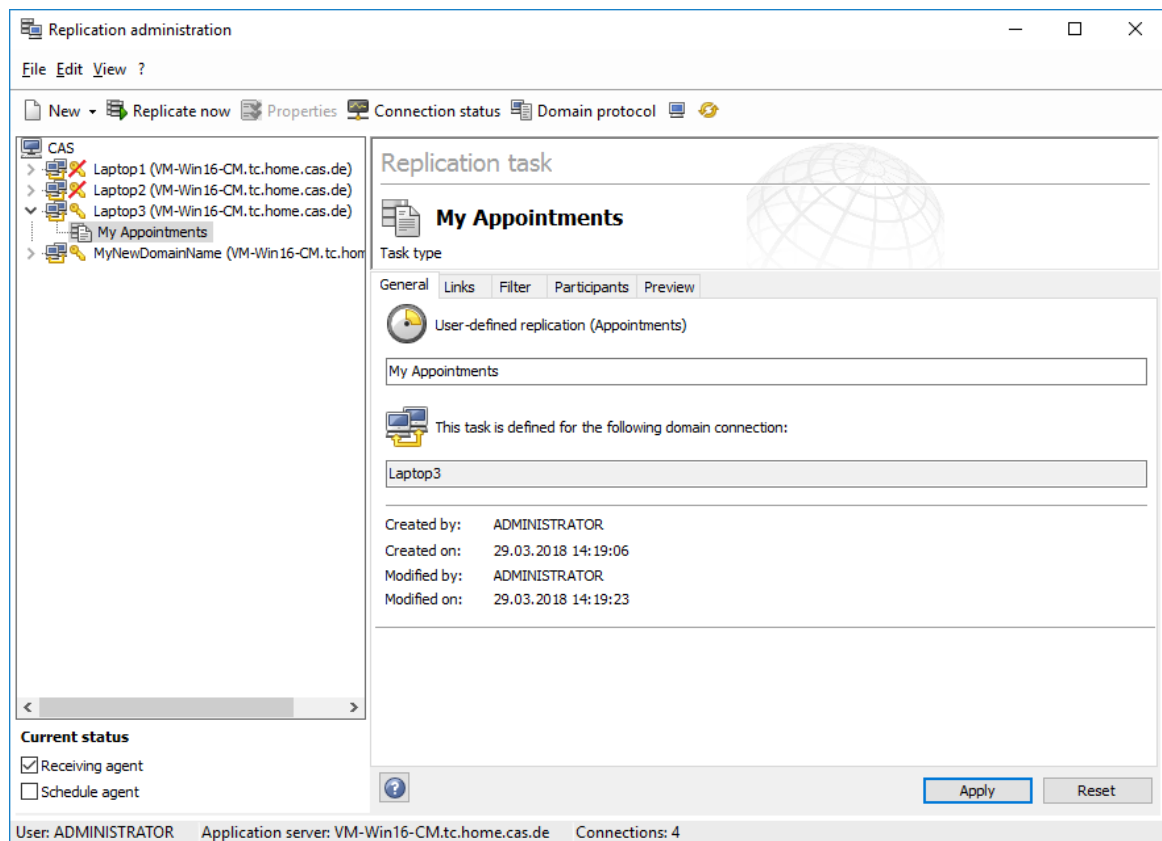 Replication administration
File Edit View ?
New Replicate now Properties Connection status Domain protocol
CAS
Laptop1 (VM-Win16-CM.tc.home.cas.de)
Laptop2 (VM-Win16-CM.tc.home.cas.de)
Laptop3 (VM-Win16-CM.tc.home.cas.de)
My Appointments
MyNewDomainName (VM-Win16-CM.tc.hom
Current status
Receiving agent
Schedule agent
Replication task
My Appointments
Task type
General Links Filter Participants Preview
User-defined replication (Appointments)
My Appointments
This task is defined for the following domain connection:
Laptop3
Created by: ADMINISTRATOR
Created on: 29.03.2018 14:19:06
Modified by: ADMINISTRATOR
Modified on: 29.03.2018 14:19:23
Apply Reset
User: ADMINISTRATOR Application server: VM-Win16-CM.tc.home.cas.de Connections: 4